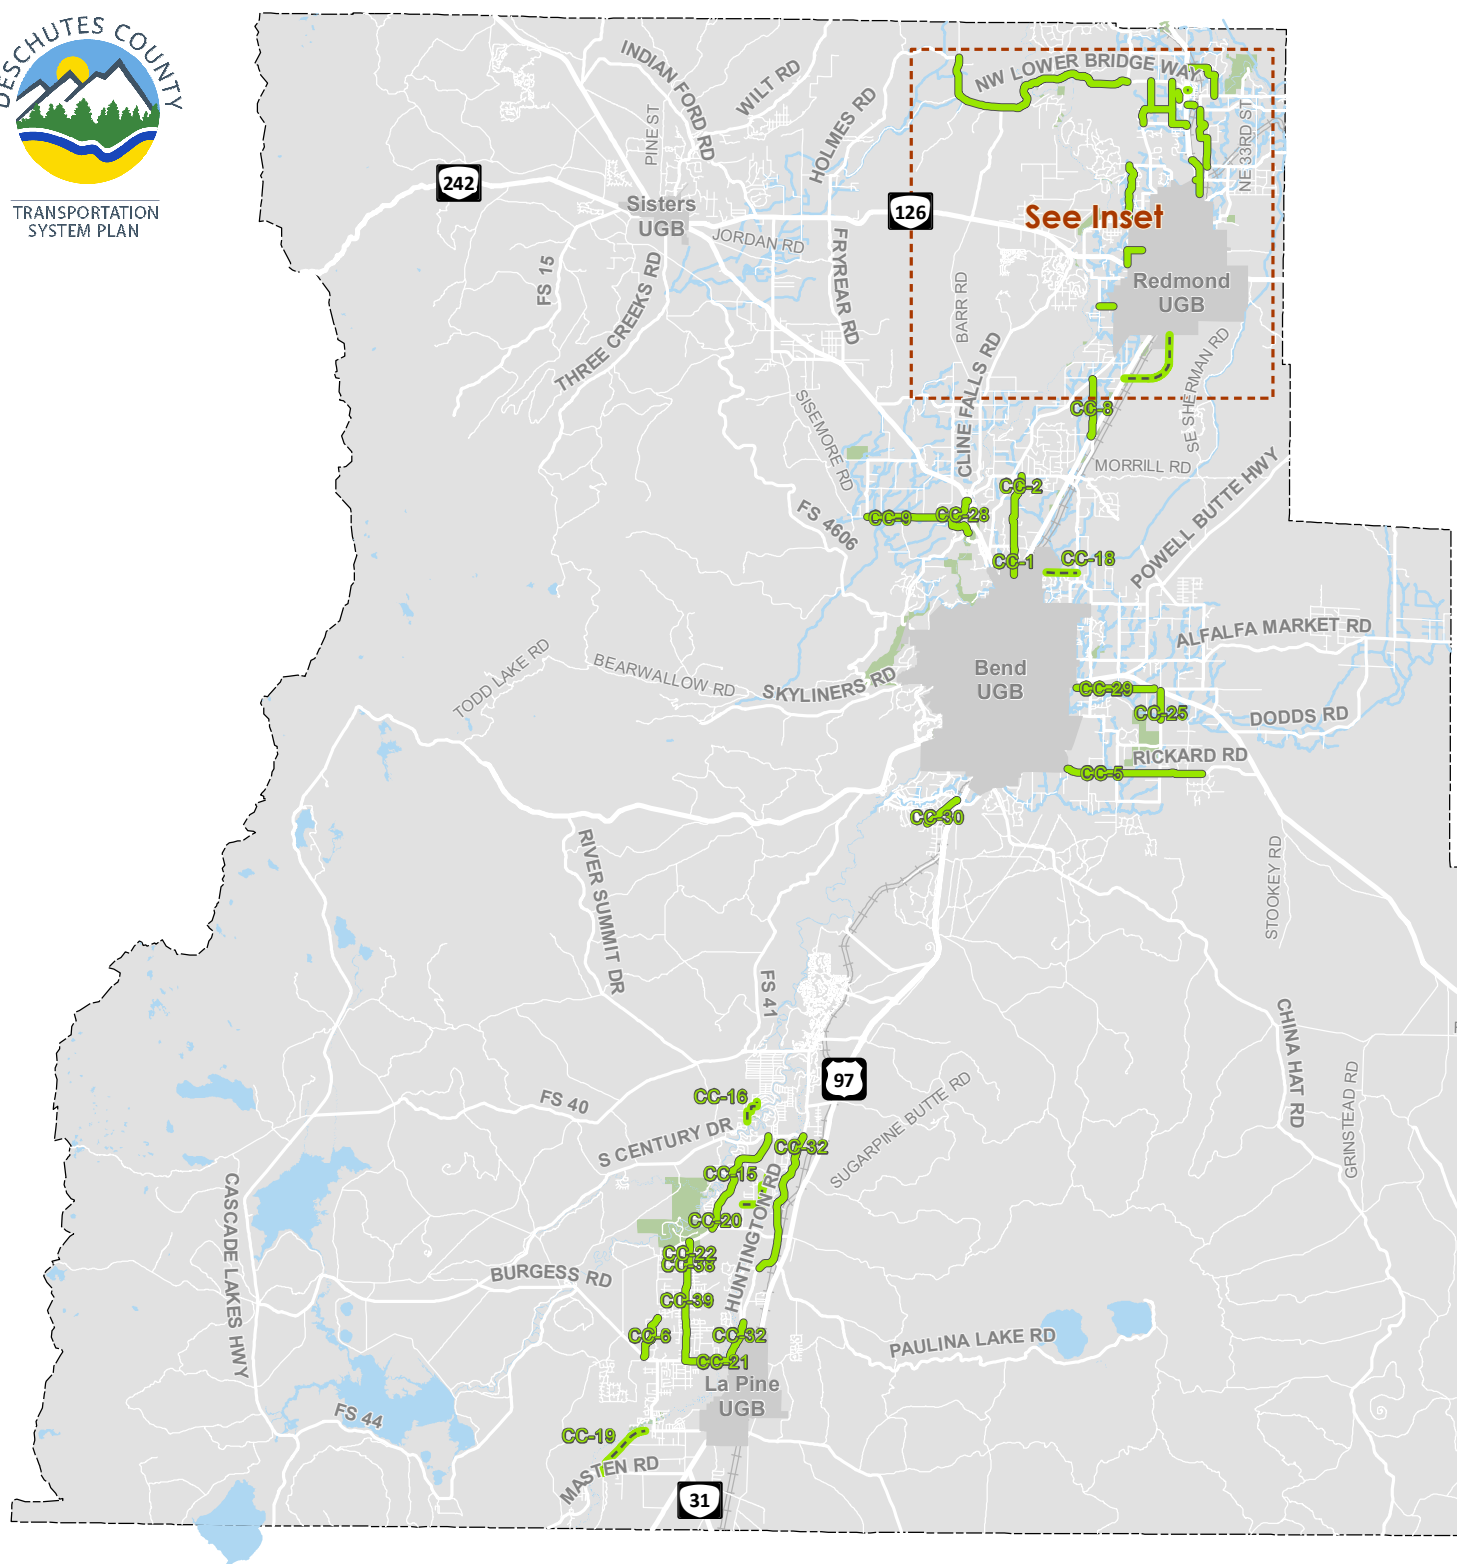 DESCHUTES COUNTY
TRANSPORTATION
SYSTEM PLAN
INDIAN FORD RD
WILT RD
NW LOWER BRIDGE WAY
PINE ST
HOLMES RD
NE 33RD ST
242
Sisters
UGB
126
See Inset
JORDAN RD
FRYREAR RD
FS 15
THREE CREEKS RD
BARR RD
Redmond
UGB
CLINE FALLS RD
SE SHERMAN RD
SISEMORE RD
CC-8
MORRILL RD
POWELL BUTTE HWY
CC-2
CC-9
CC-28
FS 4606
CC-1
CC-18
ALFALFA MARKET RD
TODD LAKE RD
BEARWALLOW RD
SKYLINERS RD
Bend
UGB
CC-29
CC-25
DODDS RD
RICKARD RD
CC-5
CC-30
RIVER SUMMIT DR
STOOKEY RD
FS 41
CHINA HAT RD
97
GRINSTEAD RD
SUGARPINE BUTTE RD
FS 40
CC-16
S CENTURY DR
CC-32
CC-15
HUNTINGTON RD
CC-20
CASCADE LAKES HWY
CC-22
CC-38
BURGESS RD
CC-39
CC-6
CC-32
PAULINA LAKE RD
CC-21
La Pine
UGB
FS 44
CC-19
MASTEN RD
31